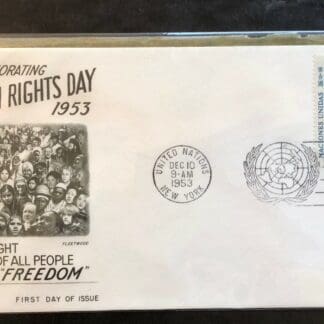 ORATING
RIGHTS DAY
1953
FLEETWOOD
GHT
OF ALL PEOPLE
"FREEDOM"
FIRST DAY OF ISSUE
UNITED NATIONS
DEC 10
9-AM
1953
NEW YORK
NACIONES UNIDAS